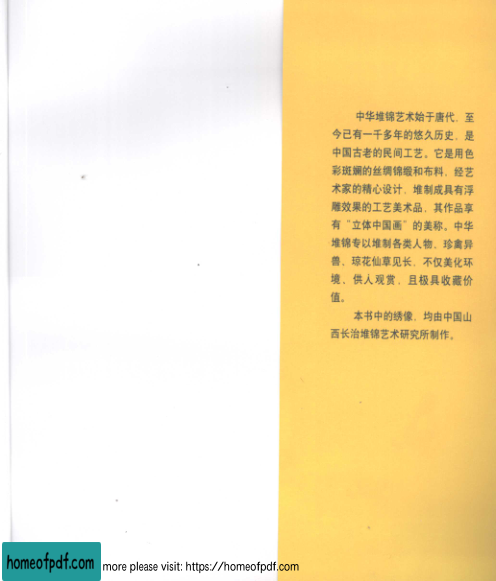 中华堆锦艺术始于唐代，至
今已有一千多年的悠久历史，是
中国古老的民间工艺。它是用色
彩斑斓的丝绸锦缎和布料，经艺
术家的精心设计，堆制成具有浮
雕效果的工艺美术品，其作品享
有“立体中国画”的美称。中华
堆锦专以堆制各类人物、珍禽异
兽、琼花仙草见长，不仅美化环
境、供人观赏，且极具收藏价
值。
本书中的绣像，均由中国山
西长治堆锦艺术研究所制作。
homeofpdf.com more please visit: https://homeofpdf.com